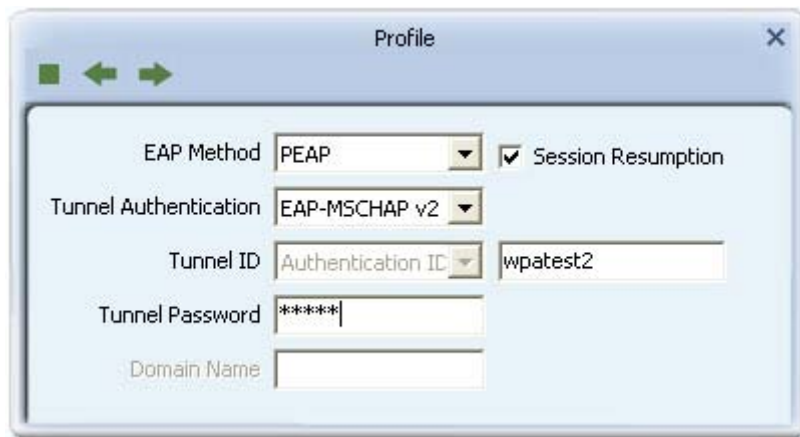 Profile
EAP Method PEAP Session Resumption
Tunnel Authentication EAP-MSCHAP v2
Tunnel ID Authentication ID wpatest2
Tunnel Password *****
Domain Name